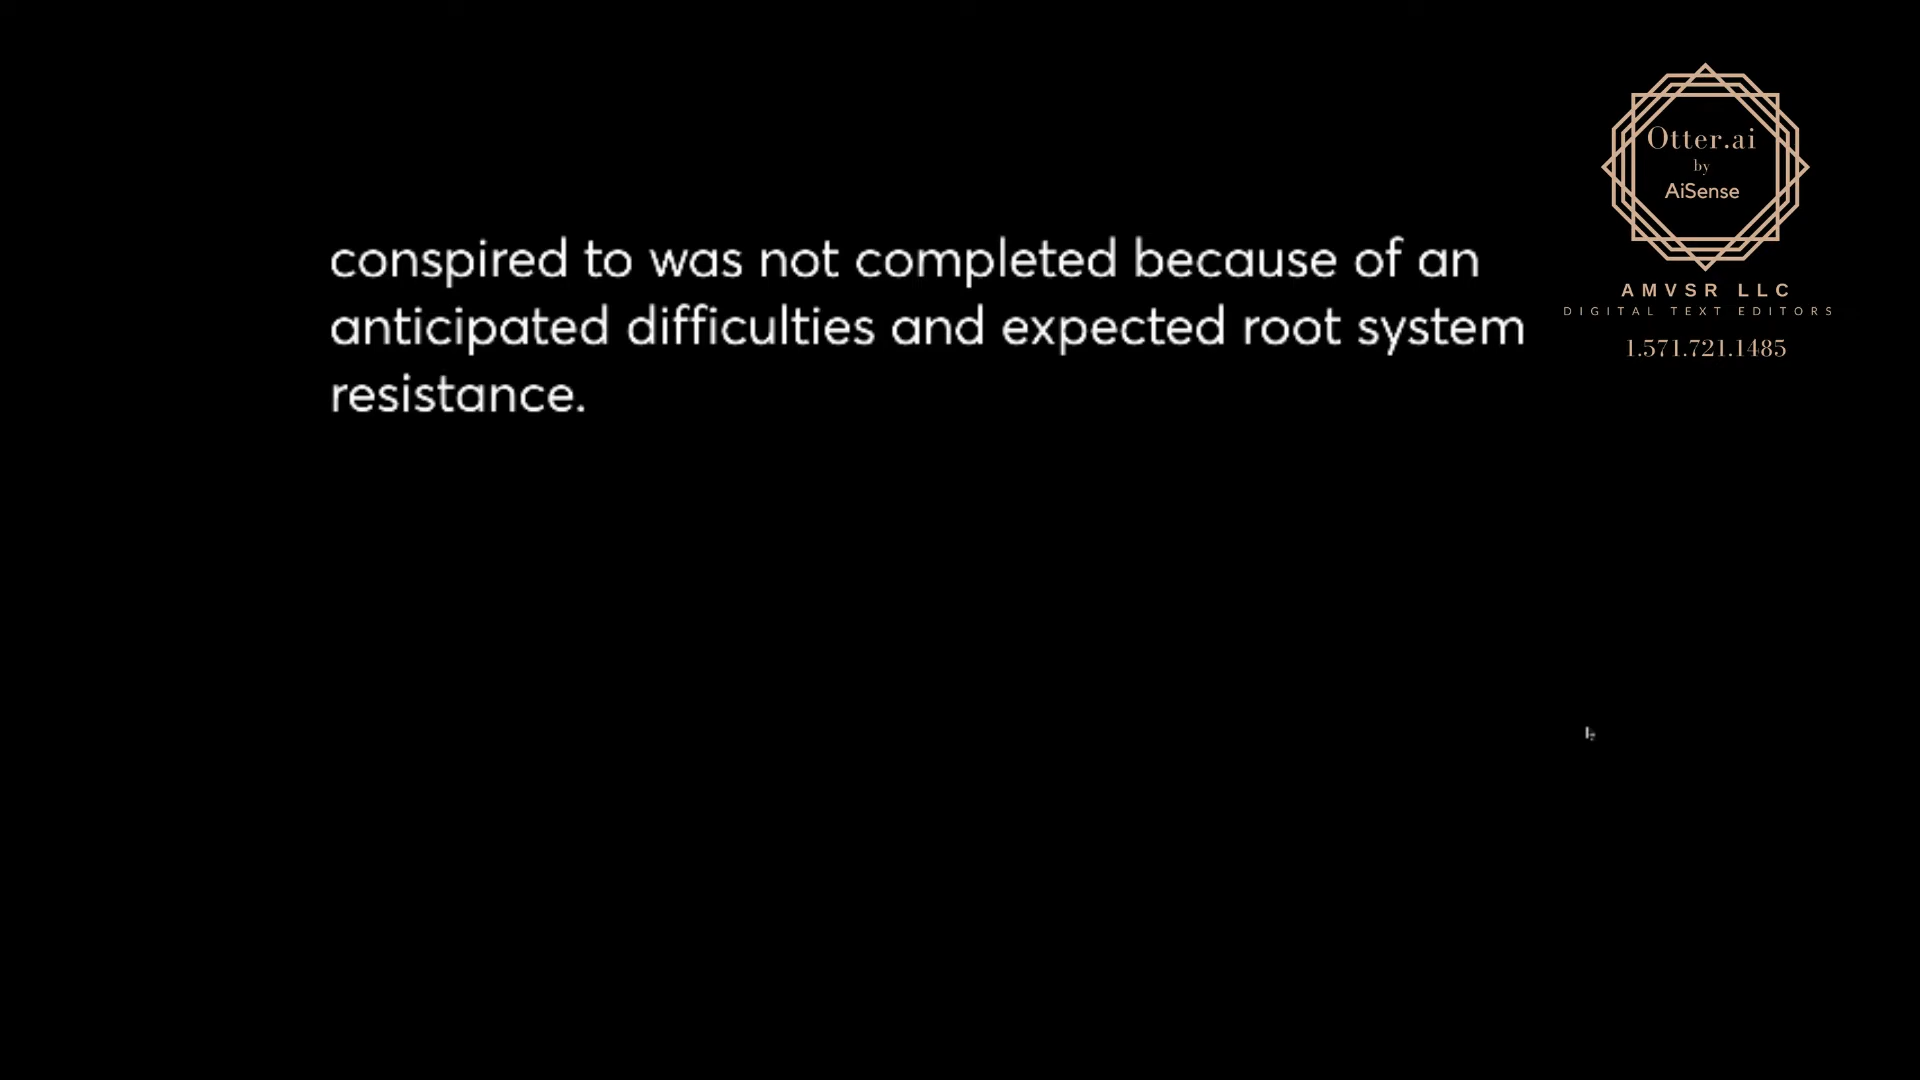 conspired to was not completed because of an
anticipated difficulties and expected root system
resistance.
Otter.ai
by
AiSense
AMVSR LLC
DIGITAL TEXT EDITORS
1.571.721.1485